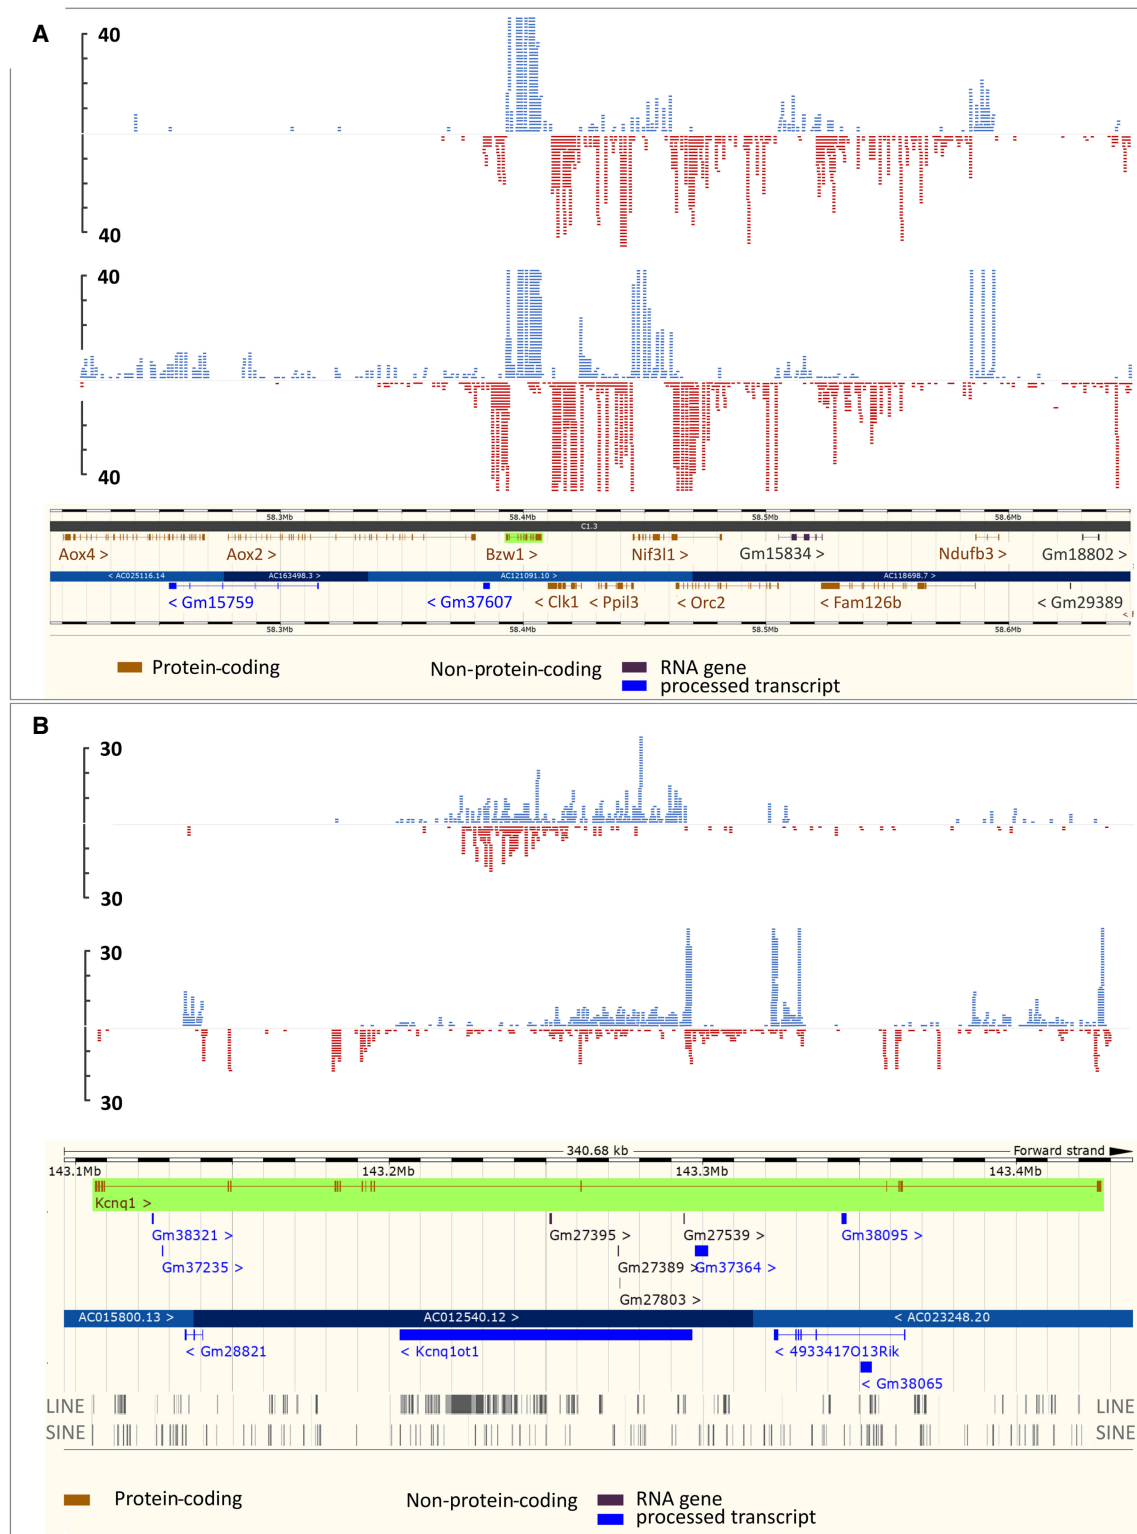 A
40
40
40
40
58.3Mb 58.4Mb 58.5Mb 58.6Mb
C1.3
Aox4 > Aox2 > Bzw1 > Nif3l1 > Gm15834 > Ndufb3 > Gm18802 >
< AC025116.14 AC163498.3 > AC121091.10 > AC118698.7 >
< Gm15759 < Gm37607 < Clk1 < Ppil3 < Orc2 < Fam126b < Gm29389
58.3Mb 58.4Mb 58.5Mb 58.6Mb
Protein-coding Non-protein-coding RNA gene
processed transcript
B
30
30
30
30
340.68 kb Forward strand
143.1Mb 143.2Mb 143.3Mb 143.4Mb
Kcnq1 >
Gm38321 > Gm27395 > Gm27539 > Gm38095 >
Gm37235 > Gm27389 > Gm37364 >
Gm27803 >
AC015800.13 > AC012540.12 > < AC023248.20
< Gm28821 < Kcnq1ot1 < 4933417O13Rik
< Gm38065
LINE LINE
SINE SINE
Protein-coding Non-protein-coding RNA gene
processed transcript